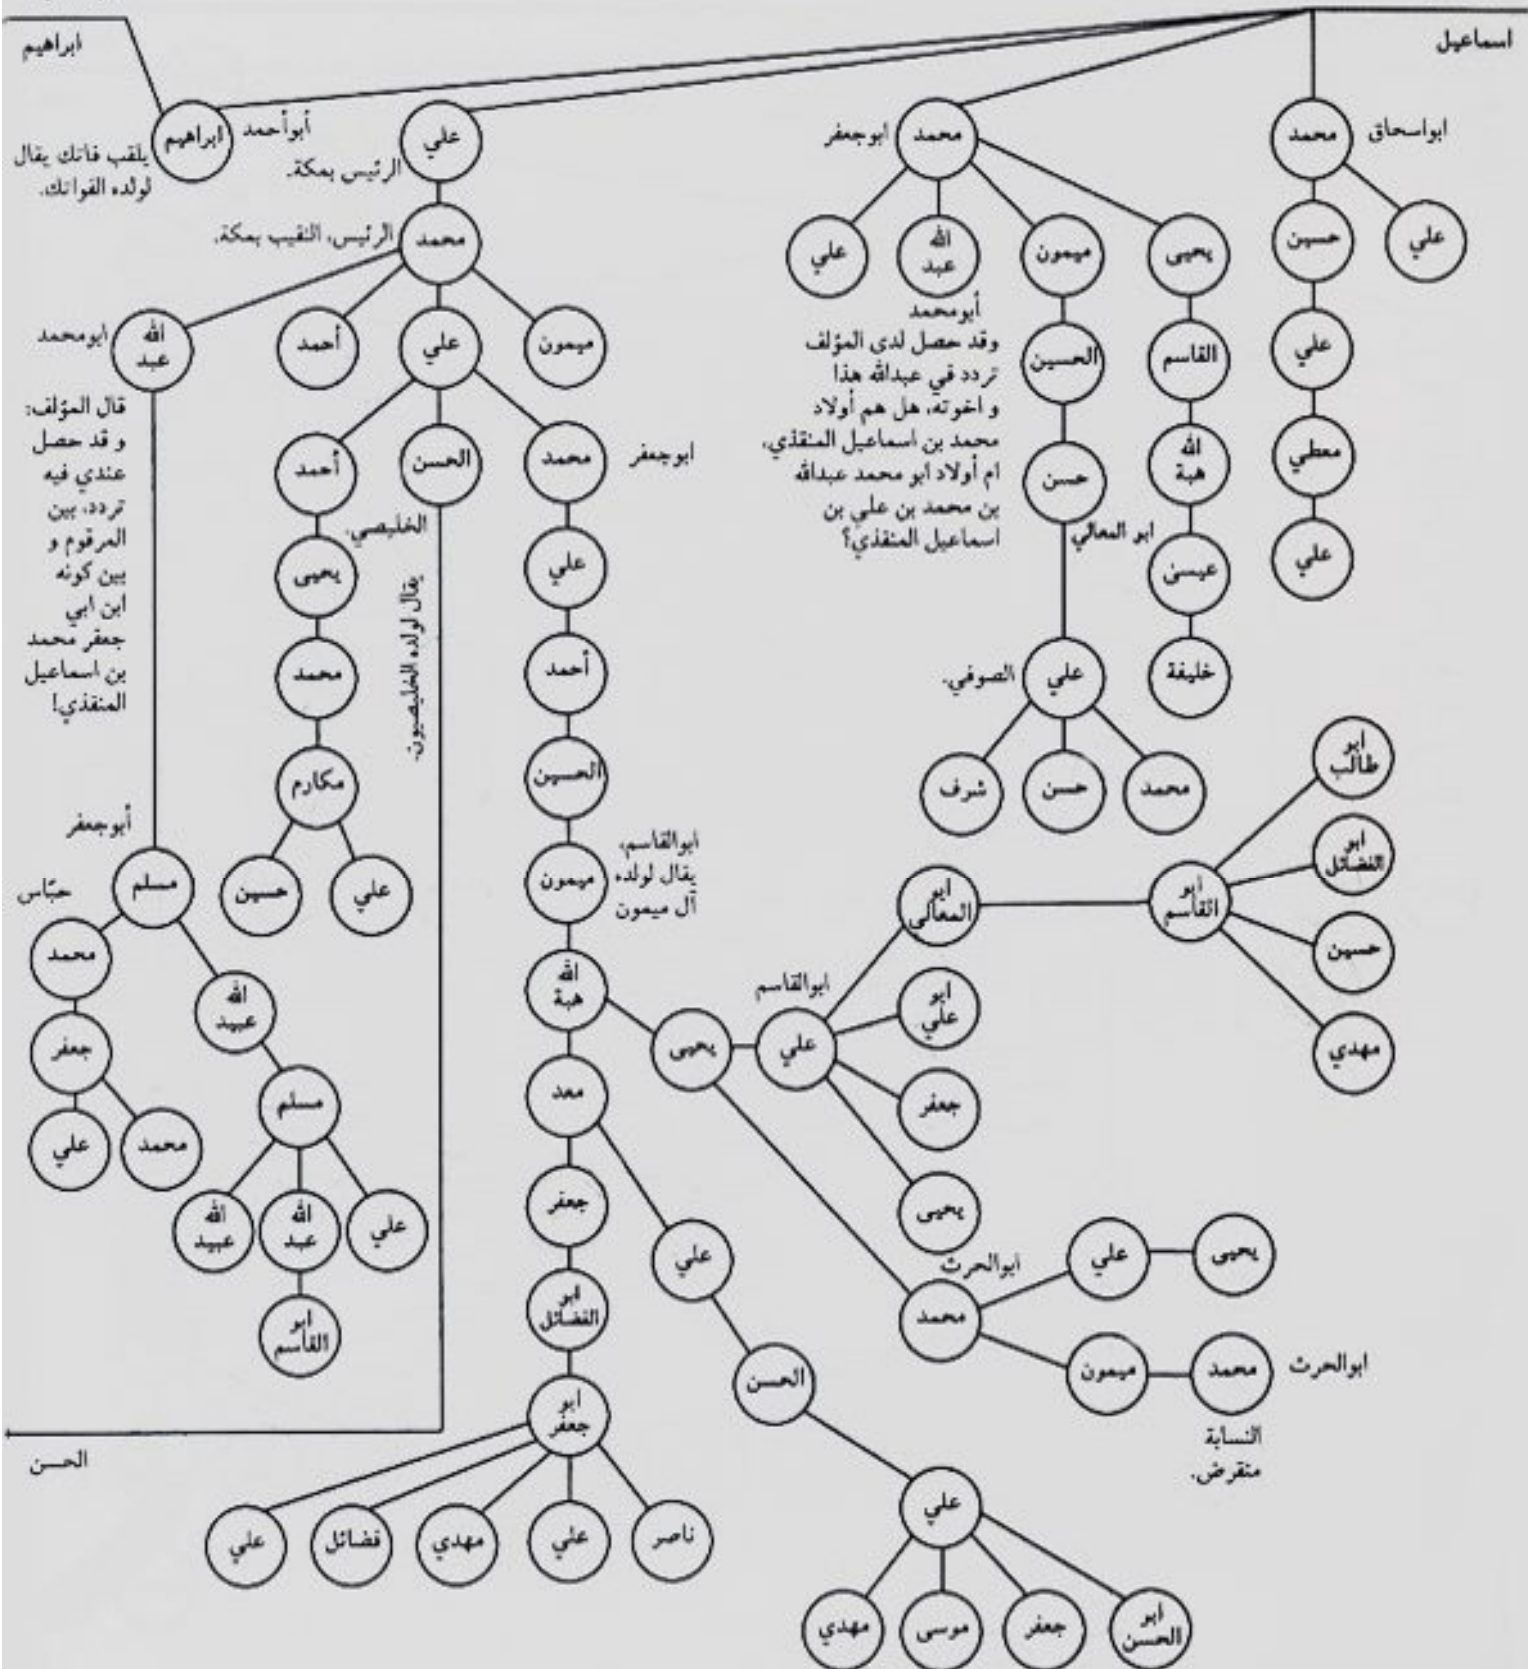 اسماعيل
ابراهيم
ابواسحاق
محمد
ابوجعفر
محمد
علي
الرئيس بمكة.
أبوأحمد
ابراهيم
يلقب فاتك يقال
لولده الفواتك.
علي
حسين
علي
معطي
علي
يحيى
ميمون
الله
عبد
علي
أبومحمد
وقد حصل لدى المؤلف
تردد في عبدالله هذا
و اخوته، هل هم أولاد
محمد بن اسماعيل المنقذي،
ام أولاد ابو محمد عبدالله
بن محمد بن علي بن
اسماعيل المنقذي؟
القاسم
الله
هبة
عيسى
خليفة
الحسين
حسن
ابو المعالي
علي
الصوفي.
محمد
حسن
شرف
محمد
الرئيس، النقيب بمكة.
ميمون
علي
أحمد
الله
عبد
ابومحمد
قال المؤلف:
و قد حصل
عندي فيه
تردد، بين
المرقوم و
بين كونه
ابن ابي
جعفر محمد
بن اسماعيل
المنقذي!
محمد
ابوجعفر
الحسن
الخليصي.
يقال لولده الخليصيون.
أحمد
يحيى
محمد
مكارم
علي
حسين
علي
أحمد
الحسين
ميمون
ابوالقاسم،
يقال لولده
آل ميمون
الله
هبة
يحيى
ابوالقاسم
علي
ابو
المعالي
ابو
القاسم
ابو
طالب
ابو
الفضائل
حسين
مهدي
ابو
علي
جعفر
يحيى
ابوالحرث
محمد
علي
يحيى
ميمون
محمد
ابوالحرث
النسابة
منقرض.
معد
جعفر
ابو
الفضائل
ابو
جعفر
ناصر
علي
مهدي
فضائل
علي
علي
الحسن
علي
ابو
الحسن
جعفر
موسى
مهدي
أبوجعفر
مسلم
حبّاس
محمد
جعفر
محمد
علي
الله
عبيد
مسلم
علي
الله
عبد
الله
عبيد
ابو
القاسم
الحسن